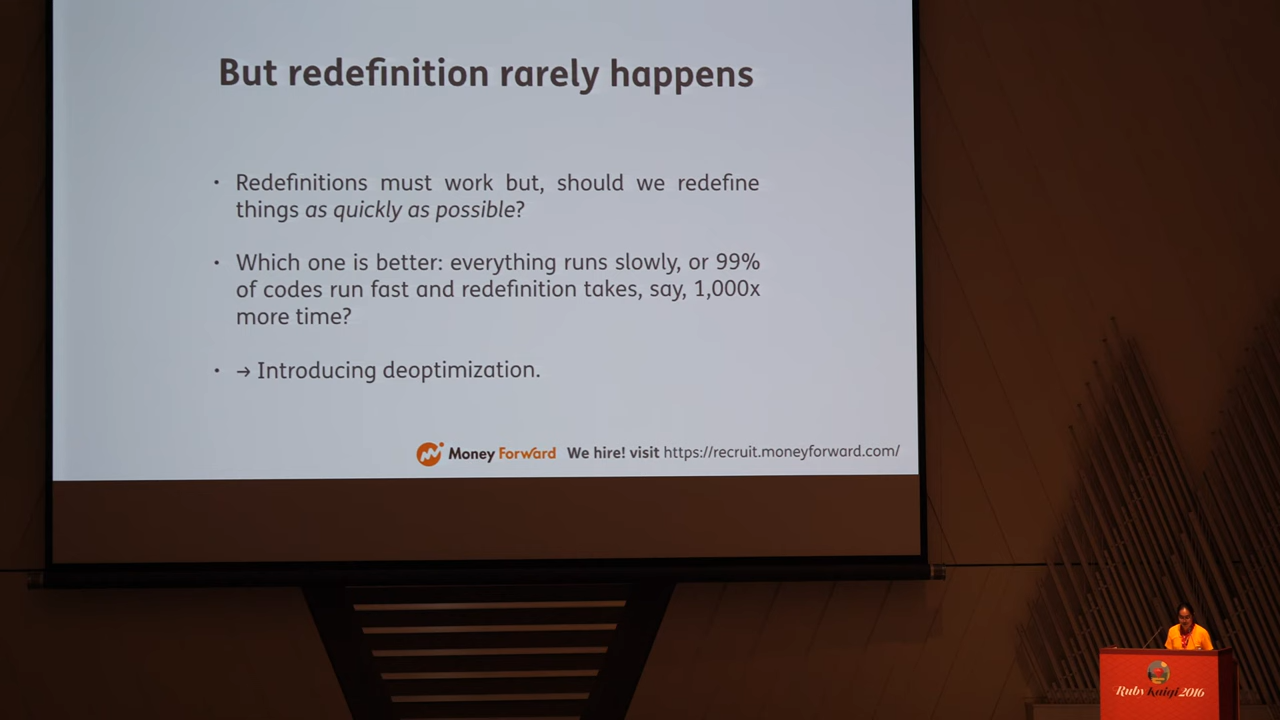 But redefinition rarely happens
• Redefinitions must work but, should we redefine
things as quickly as possible?
• Which one is better: everything runs slowly, or 99%
of codes run fast and redefinition takes, say, 1,000x
more time?
• → Introducing deoptimization.
Money Forward We hire! visit https://recruit.moneyforward.com/
Ruby Kaigi 2016